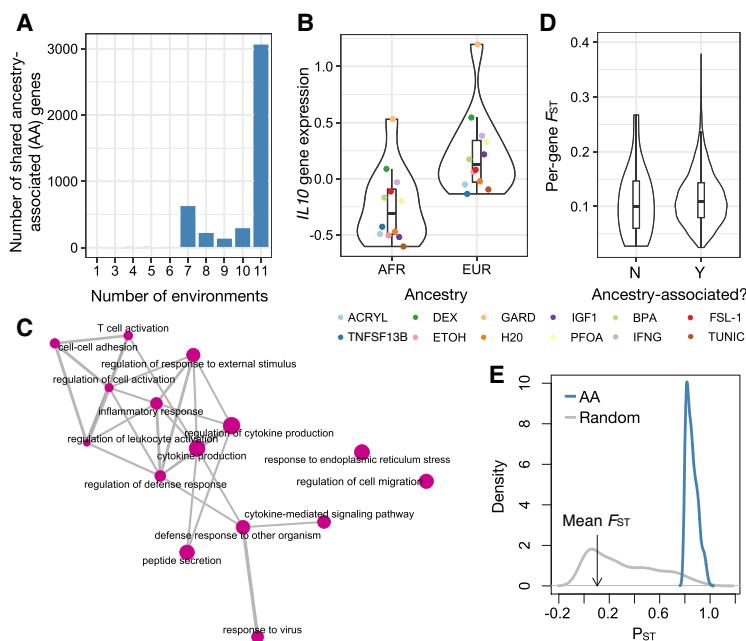 A
Number of shared ancestry-
associated (AA) genes
3000
2000
1000
0
1 3 4 5 6 7 8 9 10 11
Number of environments
B
IL10 gene expression
1.0
0.5
0.0
-0.5
AFR EUR
Ancestry
ACRYL DEX GARD IGF1 BPA FSL-1
TNFSF13B ETOH H20 PFOA IFNG TUNIC
D
Per-gene FST
0.4
0.3
0.2
0.1
N Y
Ancestry-associated?
C
T cell activation
cell-cell adhesion
regulation of response to external stimulus
regulation of cell activation
inflammatory response
regulation of cytokine production
regulation of leukocyte activation
cytokine production
response to endoplasmic reticulum stress
regulation of defense response
regulation of cell migration
cytokine-mediated signaling pathway
defense response to other organism
peptide secretion
response to virus
E
Density
10
8
6
4
2
0
AA
Random
Mean FST
-0.2 0.2 0.6 1.0
PST